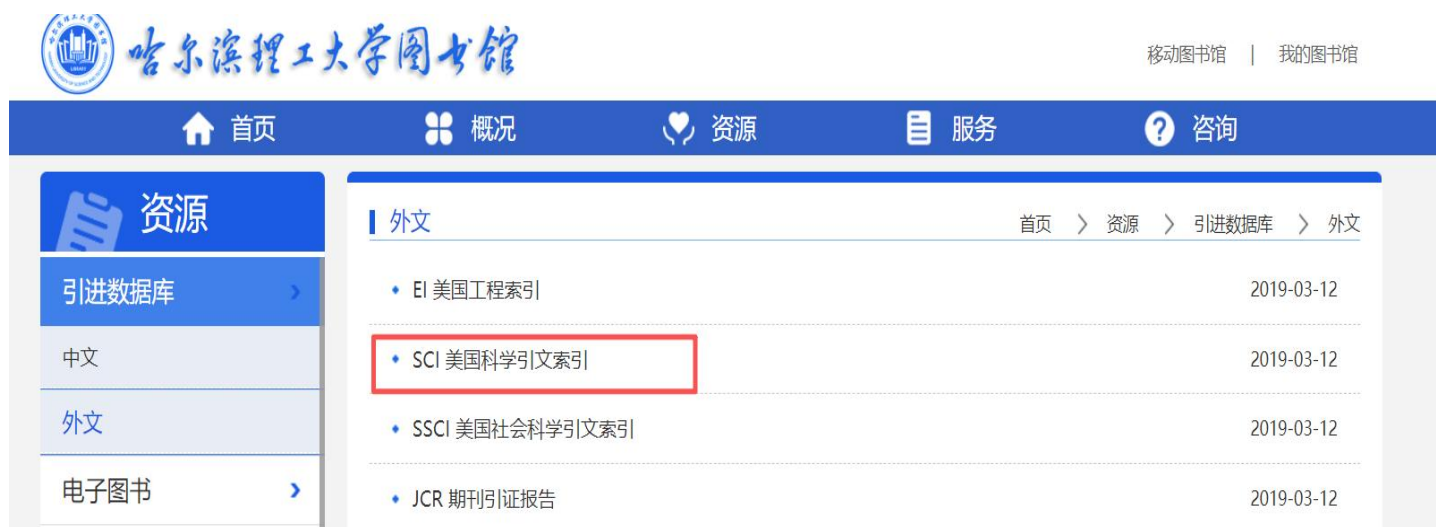 哈尔滨理工大学图书馆
移动图书馆 | 我的图书馆
首页 概况 资源 服务 咨询
资源
引进数据库
中文
外文
电子图书
外文
首页 > 资源 > 引进数据库 > 外文
EI 美国工程索引 2019-03-12
SCI 美国科学引文索引 2019-03-12
SSCI 美国社会科学引文索引 2019-03-12
JCR 期刊引证报告 2019-03-12